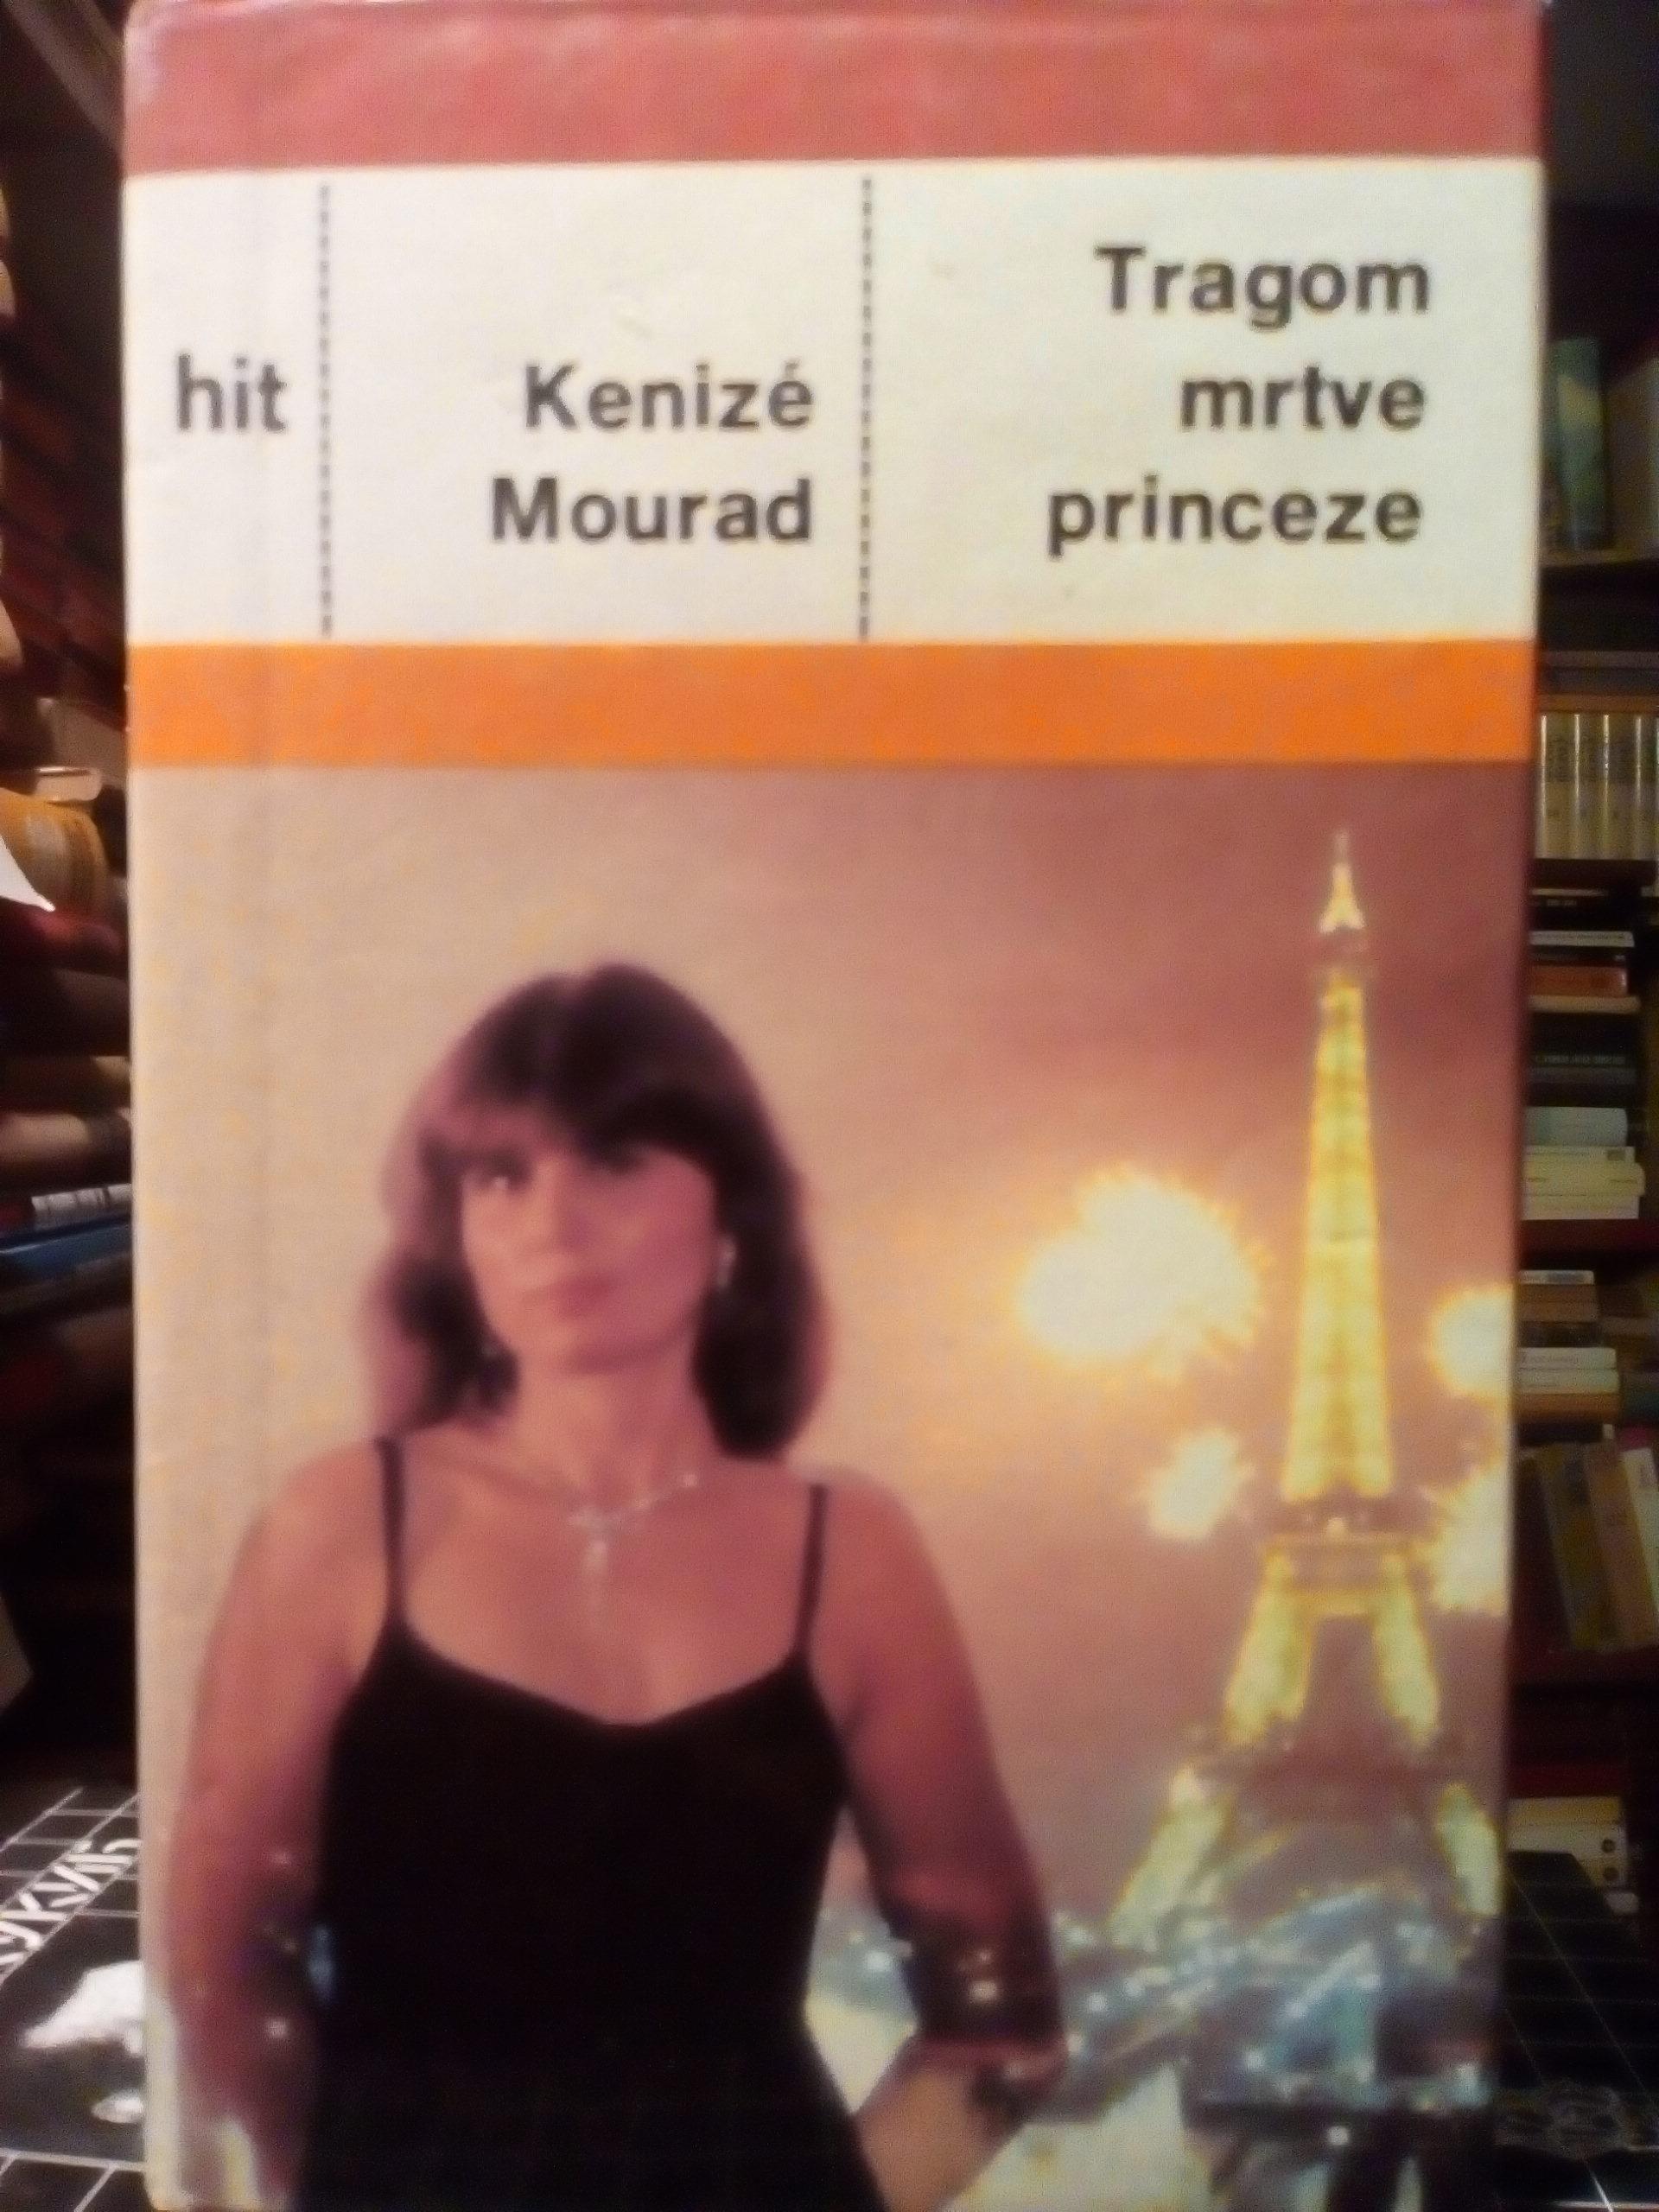 hit
Kenizé
Mourad
Tragom
mrtve
princeze